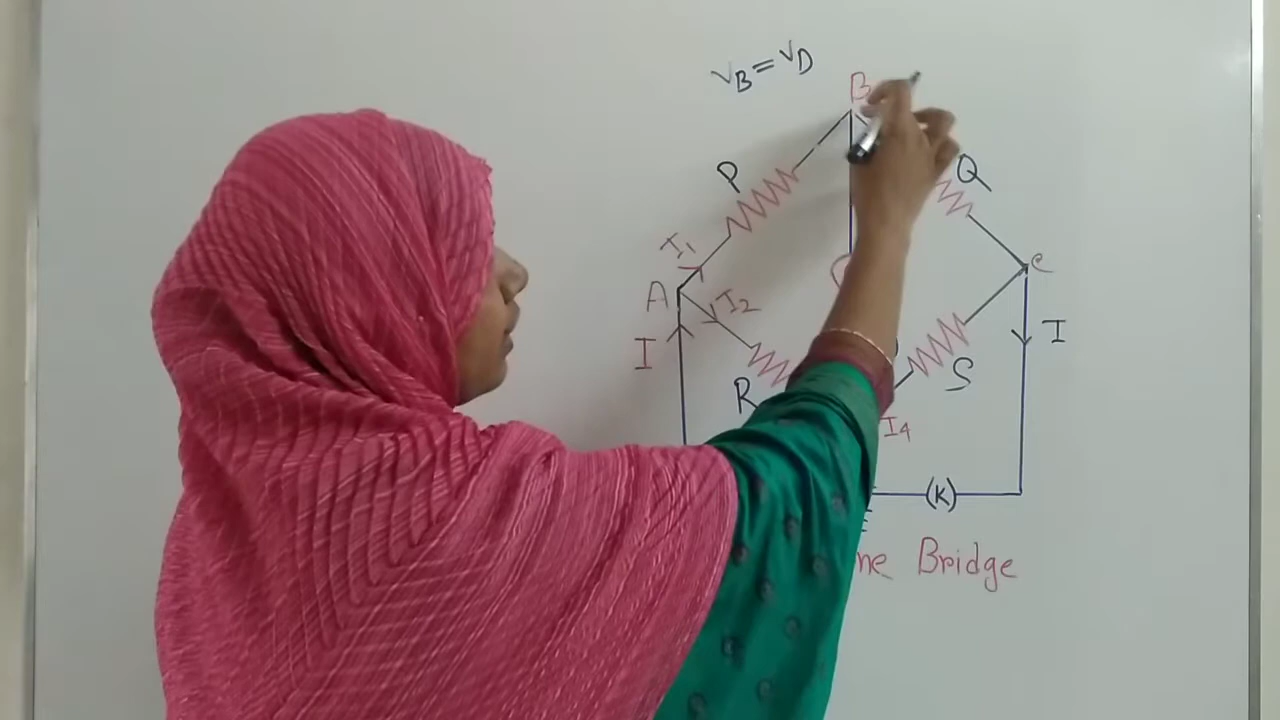 V_B = V_D
B
P
Q
I₁
A
I₂
C
I
I
R
S
I₄
(K)
ne Bridge